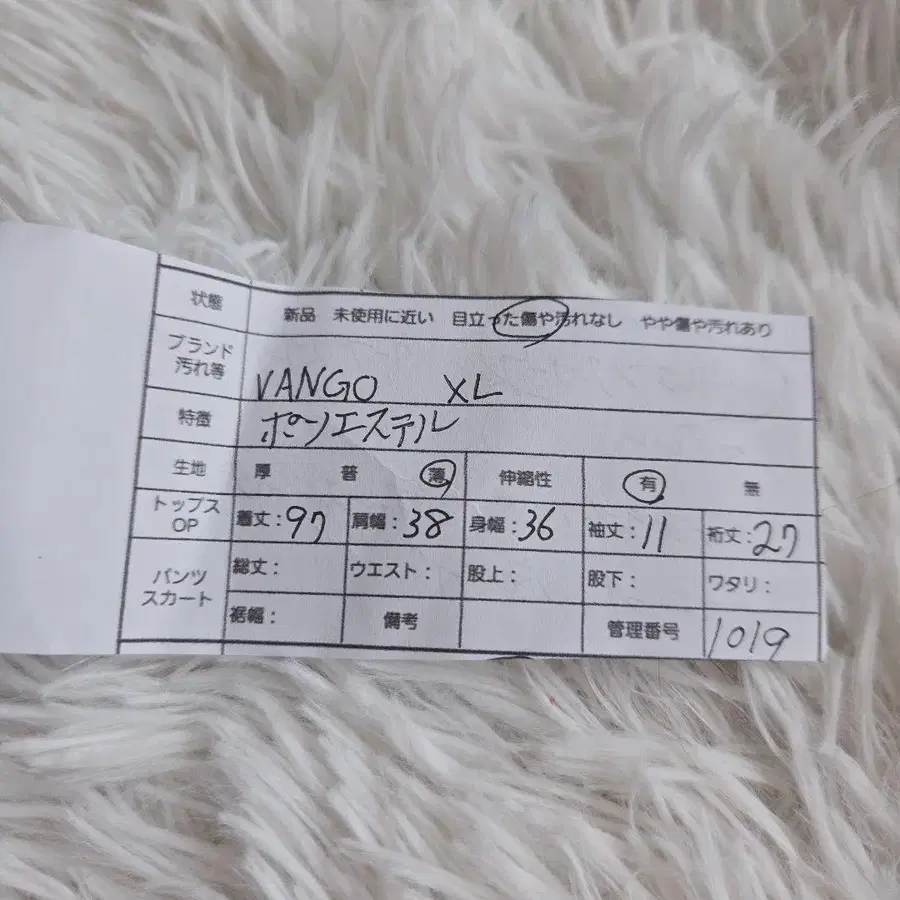 状態 新品 未使用に近い 目立った傷や汚れなし やや傷や汚れあり
ブランド
汚れ等 VANGO XL
特徴 ポリエステル
生地 厚 普 薄 伸縮性 有 無
トップス
OP 着丈：97 肩幅：38 身幅：36 袖丈：11 裄丈：27
パンツ
スカート 総丈： ウエスト： 股上： 股下： ワタリ：
裾幅： 備考 管理番号 1019